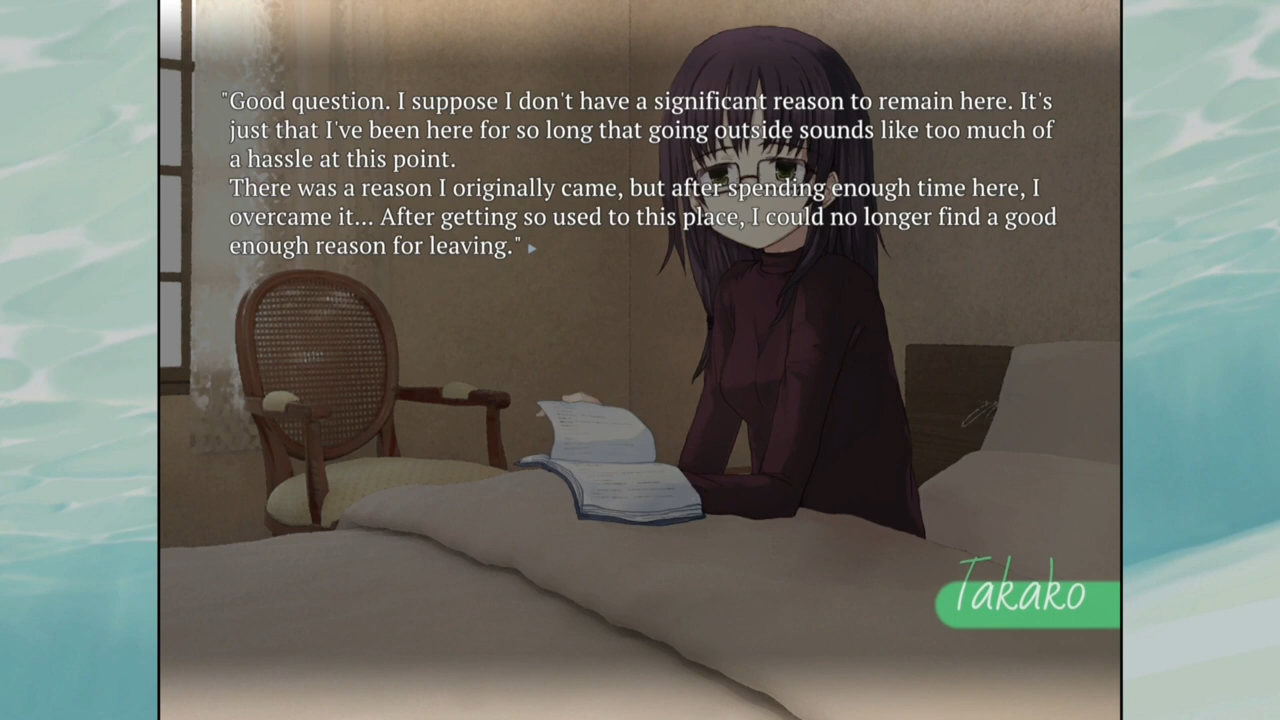 "Good question. I suppose I don't have a significant reason to remain here. It's
just that I've been here for so long that going outside sounds like too much of
a hassle at this point.
There was a reason I originally came, but after spending enough time here, I
overcame it... After getting so used to this place, I could no longer find a good
enough reason for leaving."
Takako